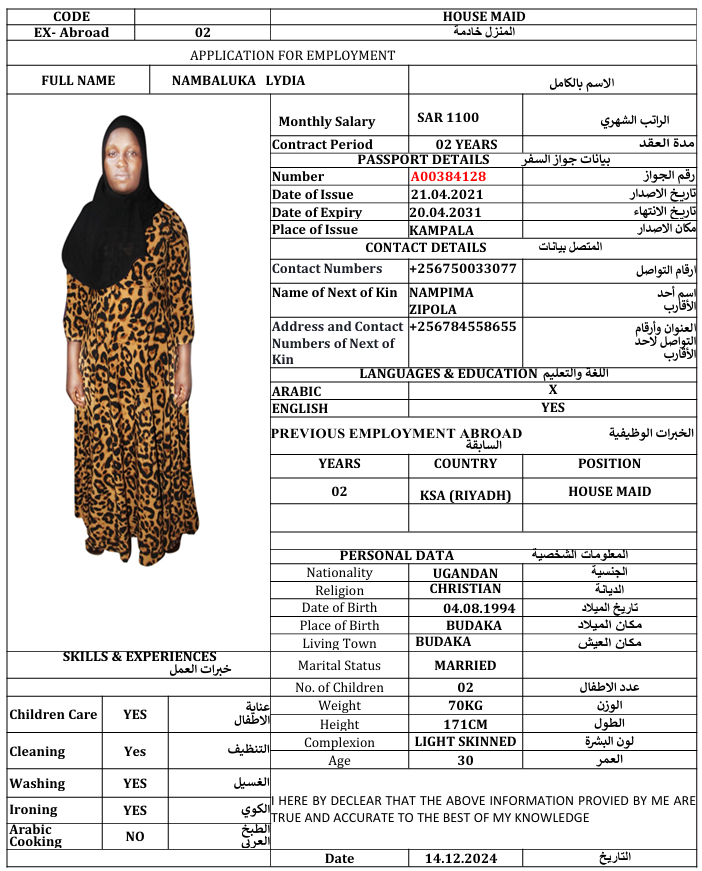 CODE HOUSE MAID
EX- Abroad 02 المنزل خادمة
APPLICATION FOR EMPLOYMENT
FULL NAME NAMBALUKA LYDIA الاسم بالكامل
Monthly Salary SAR 1100 الراتب الشهري
Contract Period 02 YEARS مدة العقد
PASSPORT DETAILS بيانات جواز السفر
Number A00384128 رقم الجواز
Date of Issue 21.04.2021 تاريخ الاصدار
Date of Expiry 20.04.2031 تاريخ الانتهاء
Place of Issue KAMPALA مكان الاصدار
CONTACT DETAILS المتصل بيانات
Contact Numbers +256750033077 ارقام التواصل
Name of Next of Kin NAMPIMA اسم أحد
ZIPOLA الأقارب
Address and Contact +256784558655 العنوان وأرقام
Numbers of Next of التواصل لاحد
Kin الأقارب
LANGUAGES & EDUCATION اللغة والتعليم
ARABIC X
ENGLISH YES
PREVIOUS EMPLOYMENT ABROAD الخبرات الوظيفية
السابقة
YEARS COUNTRY POSITION
02 KSA (RIYADH) HOUSE MAID
PERSONAL DATA المعلومات الشخصية
Nationality UGANDAN الجنسية
Religion CHRISTIAN الديانة
Date of Birth 04.08.1994 تاريخ الميلاد
Place of Birth BUDAKA مكان الميلاد
Living Town BUDAKA مكان العيش
Marital Status MARRIED
No. of Children 02 عدد الاطفال
Weight 70KG الوزن
Height 171CM الطول
Complexion LIGHT SKINNED لون البشرة
Age 30 العمر
SKILLS & EXPERIENCES
خبرات العمل
Children Care YES عناية
الاطفال
Cleaning Yes التنظيف
Washing YES الغسيل
Ironing YES الكوي
Arabic NO الطبخ
Cooking العربي
I HERE BY DECLEAR THAT THE ABOVE INFORMATION PROVIED BY ME ARE
TRUE AND ACCURATE TO THE BEST OF MY KNOWLEDGE
Date 14.12.2024 التاريخ